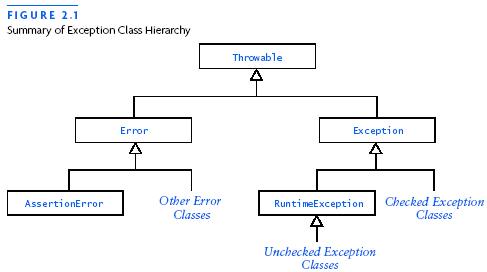 FIGURE 2.1
Summary of Exception Class Hierarchy
Throwable
Error
Exception
AssertionError
Other Error
Classes
RuntimeException
Checked Exception
Classes
Unchecked Exception
Classes